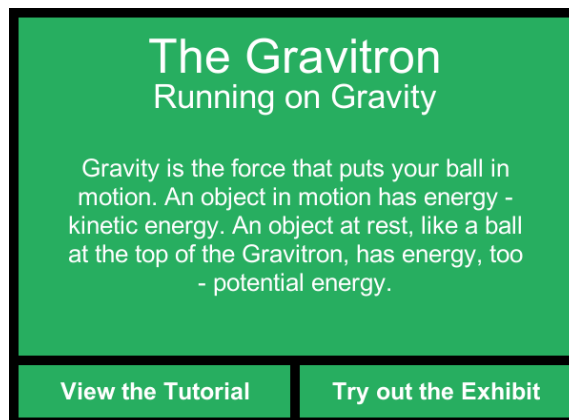 The Gravitron
Running on Gravity
Gravity is the force that puts your ball in
motion. An object in motion has energy -
kinetic energy. An object at rest, like a ball
at the top of the Gravitron, has energy, too
- potential energy.
View the Tutorial
Try out the Exhibit